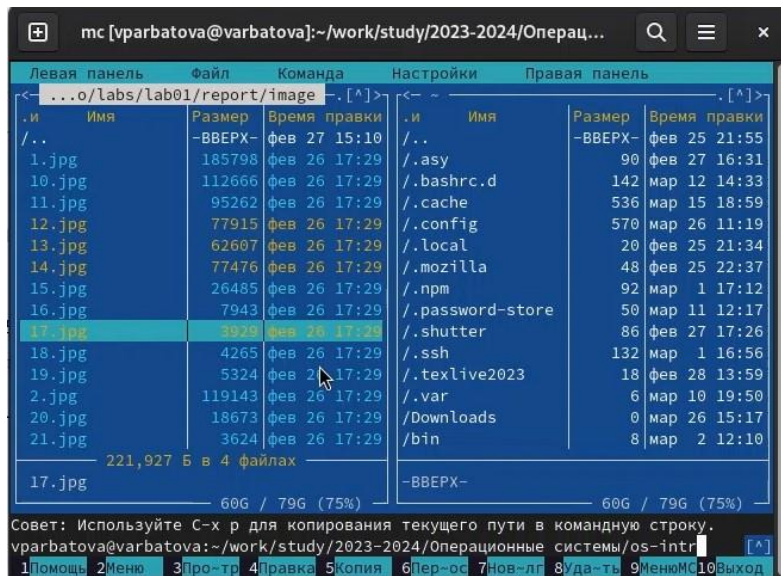 mc [vparbatova@varbatova]:~/work/study/2023-2024/Операц...
Левая панель Файл Команда Настройки Правая панель
<- ...o/labs/lab01/report/image .[^]>
.и Имя Размер Время правки
/.. -ВВЕРХ- фев 27 15:10
1.jpg 185798 фев 26 17:29
10.jpg 112666 фев 26 17:29
11.jpg 95262 фев 26 17:29
12.jpg 77915 фев 26 17:29
13.jpg 62607 фев 26 17:29
14.jpg 77476 фев 26 17:29
15.jpg 26485 фев 26 17:29
16.jpg 7943 фев 26 17:29
17.jpg 3929 фев 26 17:29
18.jpg 4265 фев 26 17:29
19.jpg 5324 фев 26 17:29
2.jpg 119143 фев 26 17:29
20.jpg 18673 фев 26 17:29
21.jpg 3624 фев 26 17:29
221,927 Б в 4 файлах
17.jpg
60G / 79G (75%)
<- ~ .[^]>
.и Имя Размер Время правки
/.. -ВВЕРХ- фев 25 21:55
/.asy 90 фев 27 16:31
/.bashrc.d 142 мар 12 14:33
/.cache 536 мар 15 18:59
/.config 570 мар 26 11:19
/.local 20 фев 25 21:34
/.mozilla 48 фев 25 22:37
/.npm 92 мар 1 17:12
/.password-store 50 мар 11 12:17
/.shutter 86 фев 27 17:26
/.ssh 132 мар 1 16:56
/.texlive2023 18 фев 28 13:59
/.var 6 мар 10 19:50
/Downloads 0 мар 26 15:17
/bin 8 мар 2 12:10
-ВВЕРХ-
60G / 79G (75%)
Совет: Используйте C-x p для копирования текущего пути в командную строку.
vparbatova@varbatova:~/work/study/2023-2024/Операционные системы/os-intr [^]
1Помощь 2Меню 3Про~тр 4Правка 5Копия 6Пер~ос 7Нов~лг 8Уда~ть 9МенюMC 10Выход